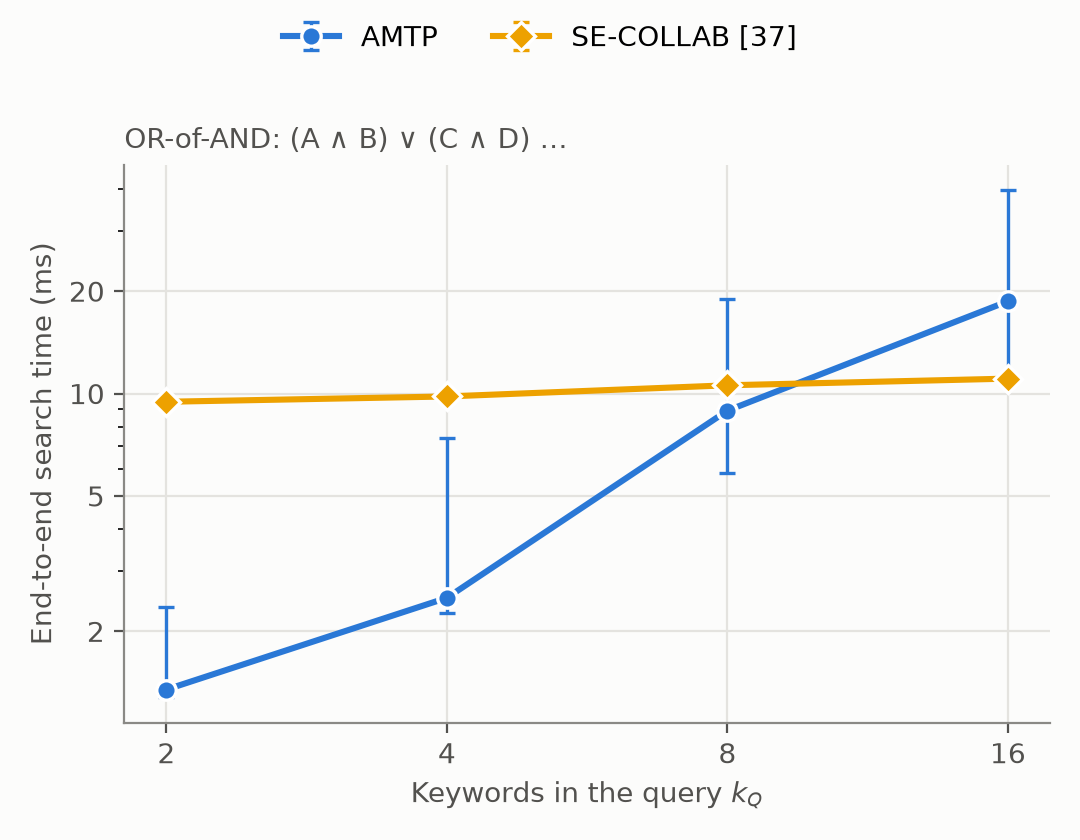 AMTP
SE-COLLAB [37]
OR-of-AND: (A ∧ B) ∨ (C ∧ D) …
End-to-end search time (ms)
20
10
5
2
2
4
8
16
Keywords in the query k_Q